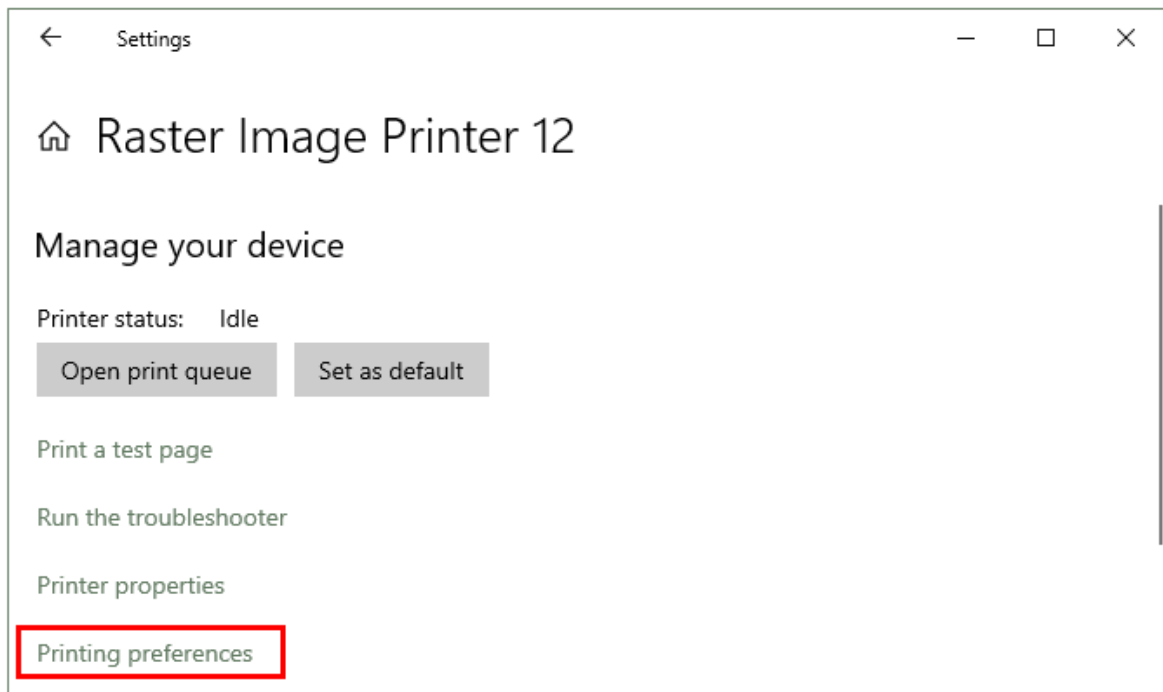 Settings
Raster Image Printer 12
Manage your device
Printer status: Idle
Open print queue Set as default
Print a test page
Run the troubleshooter
Printer properties
Printing preferences